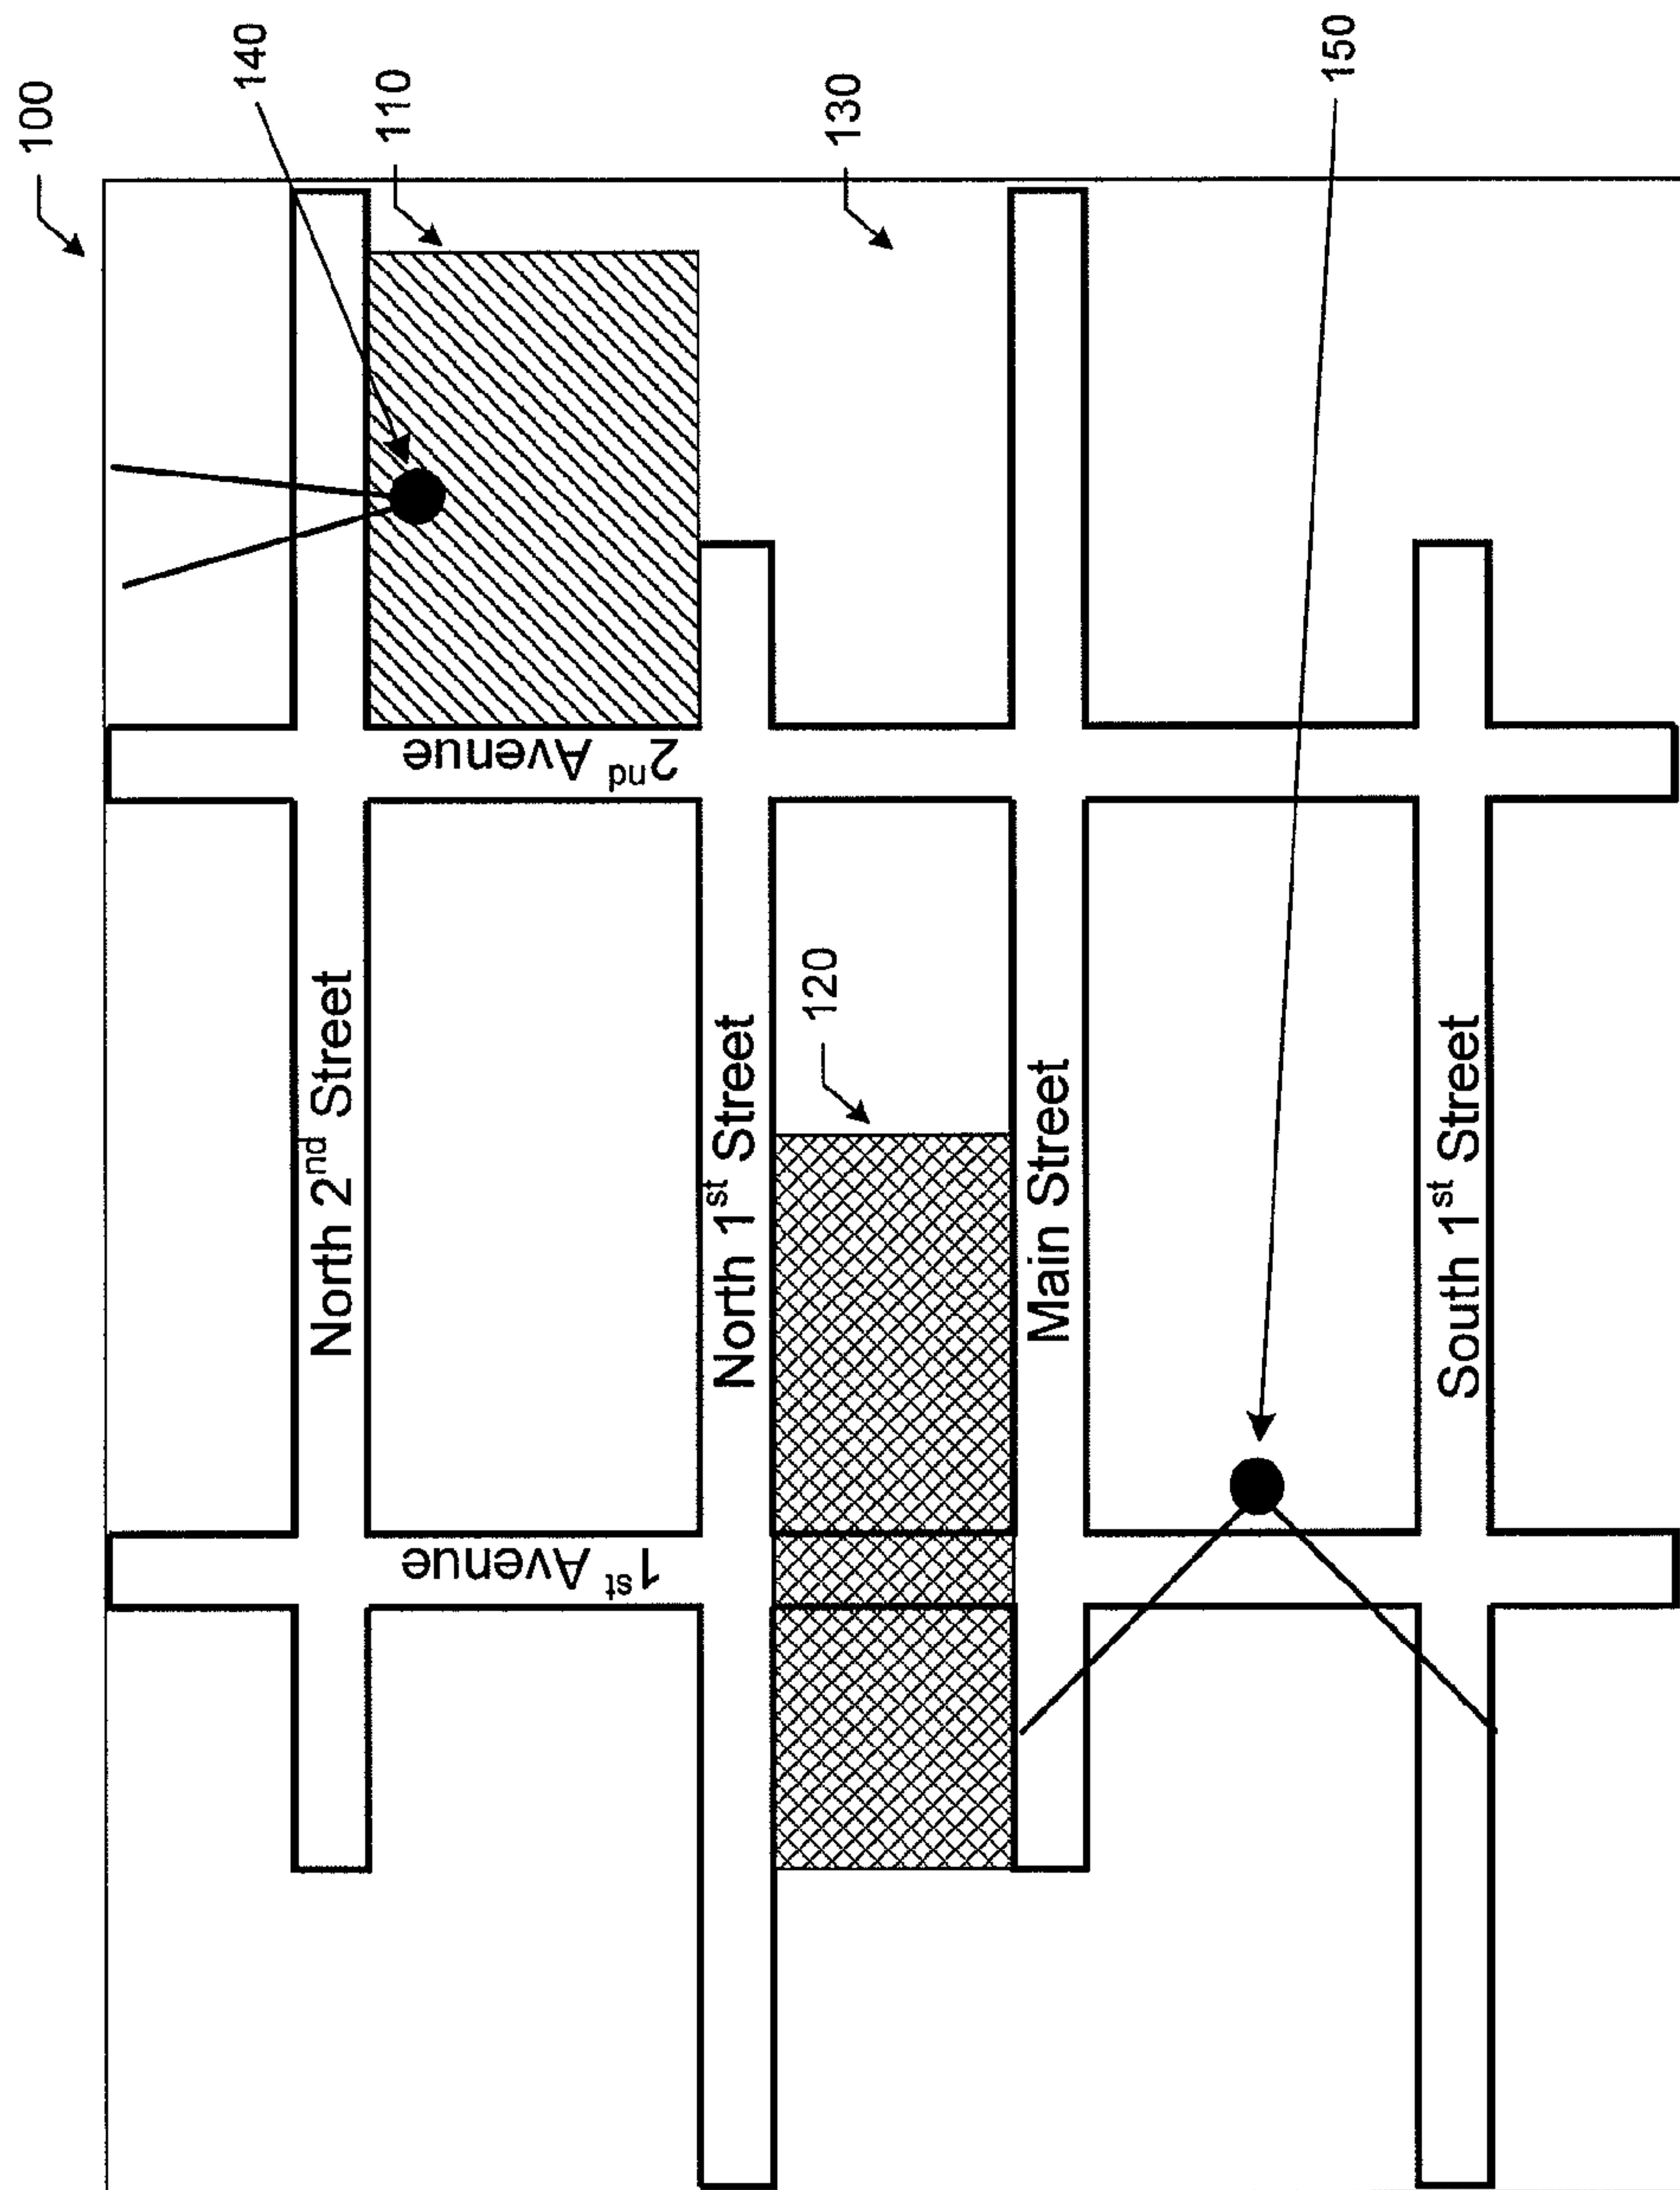 100
140
North 2nd Street
110
1st Avenue
2nd Avenue
North 1st Street
120
130
Main Street
150
South 1st Street